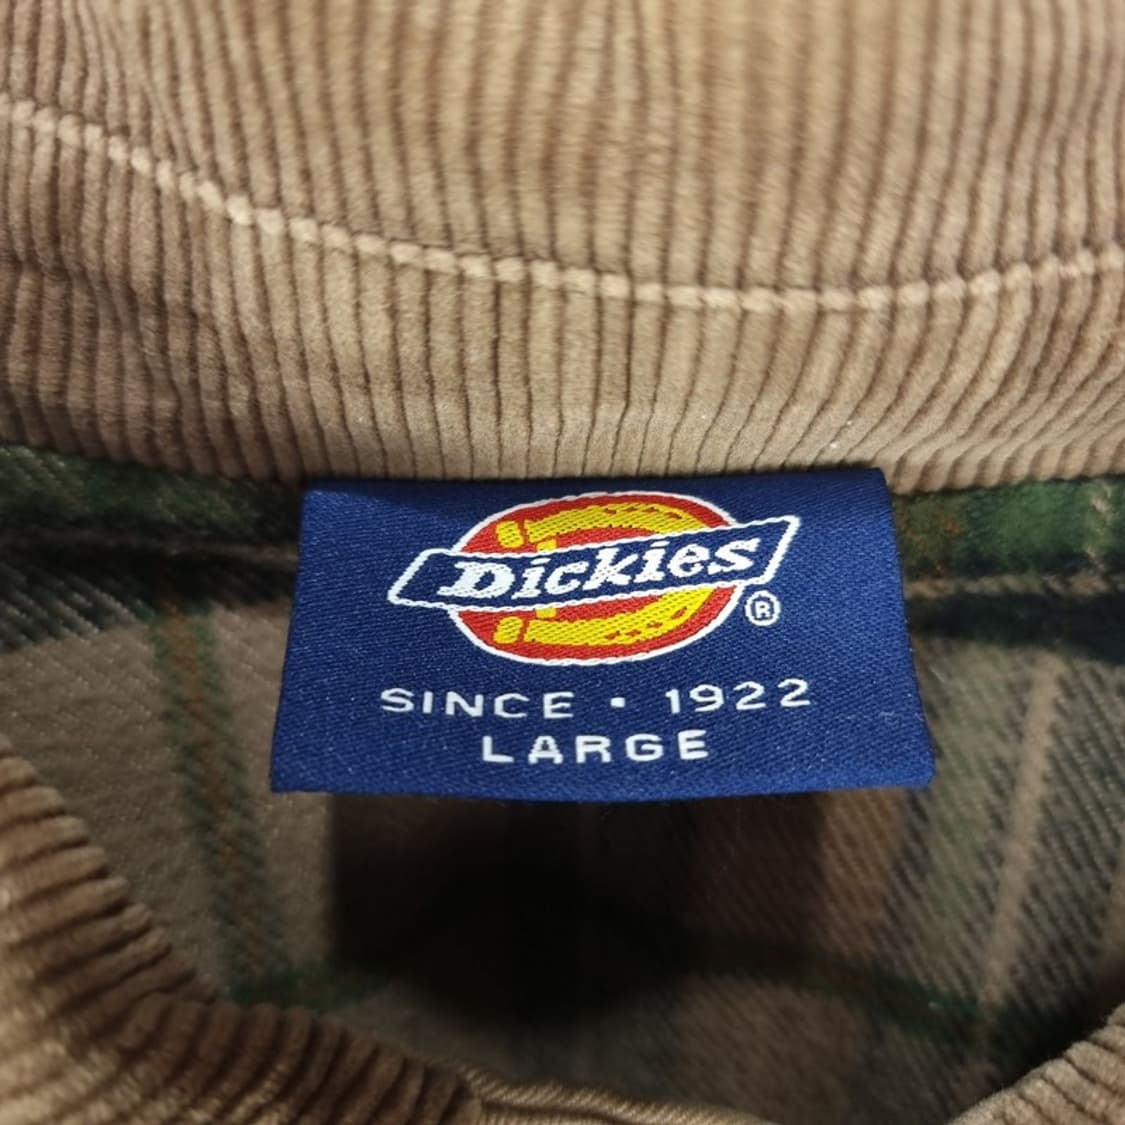 Dickies
®
SINCE • 1922
LARGE